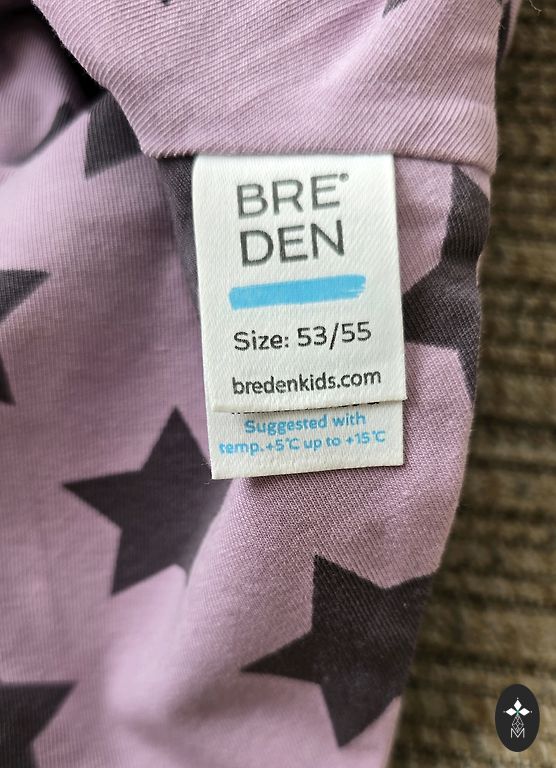 BRE®
DEN
Size: 53/55
bredenkids.com
Suggested with
temp.+5°C up to +15°C
M